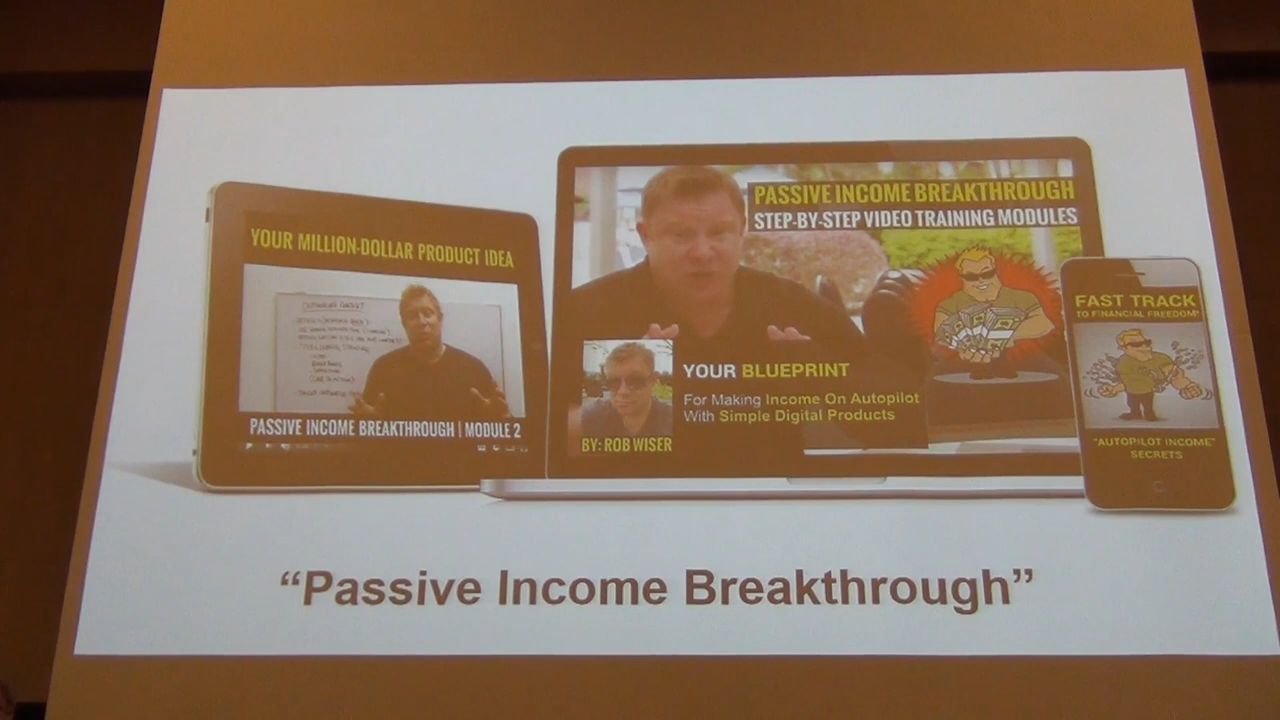 YOUR MILLION-DOLLAR PRODUCT IDEA
PASSIVE INCOME BREAKTHROUGH | MODULE 2
PASSIVE INCOME BREAKTHROUGH
STEP-BY-STEP VIDEO TRAINING MODULES
YOUR BLUEPRINT
For Making Income On Autopilot
With Simple Digital Products
BY: ROB WISER
FAST TRACK
TO FINANCIAL FREEDOM!
"AUTOPILOT INCOME"
SECRETS
“Passive Income Breakthrough”